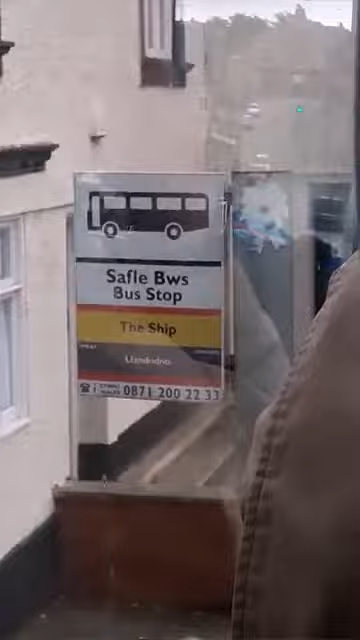 Safle Bws
Bus Stop
The Ship
Llandudno
0871 200 22 33